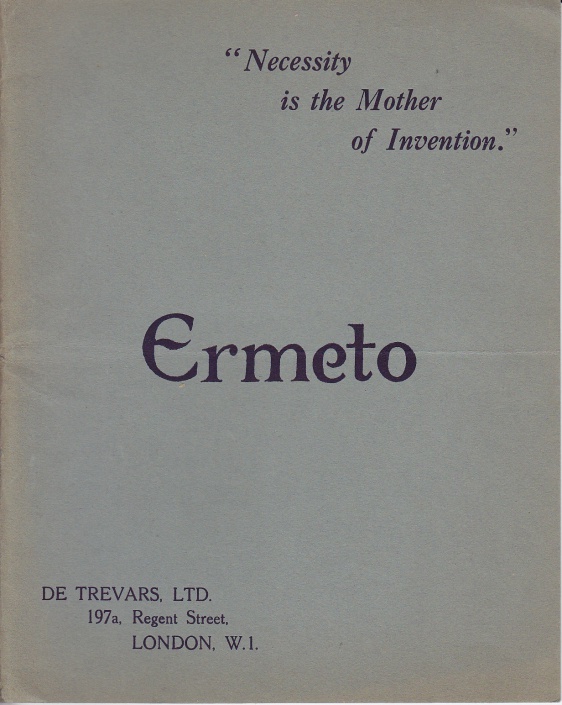 “Necessity
is the Mother
of Invention.”
Ermeto
DE TREVARS, LTD.
197a, Regent Street,
LONDON, W.1.